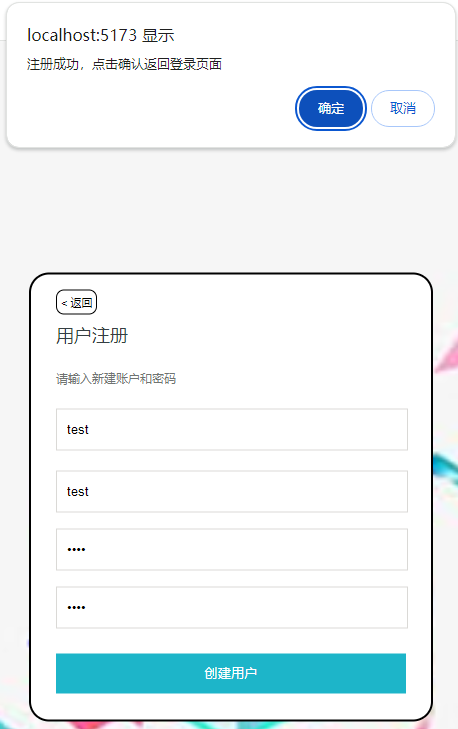 localhost:5173 显示
注册成功，点击确认返回登录页面
确定 取消
< 返回
用户注册
请输入新建账户和密码
test
test
••••
••••
创建用户